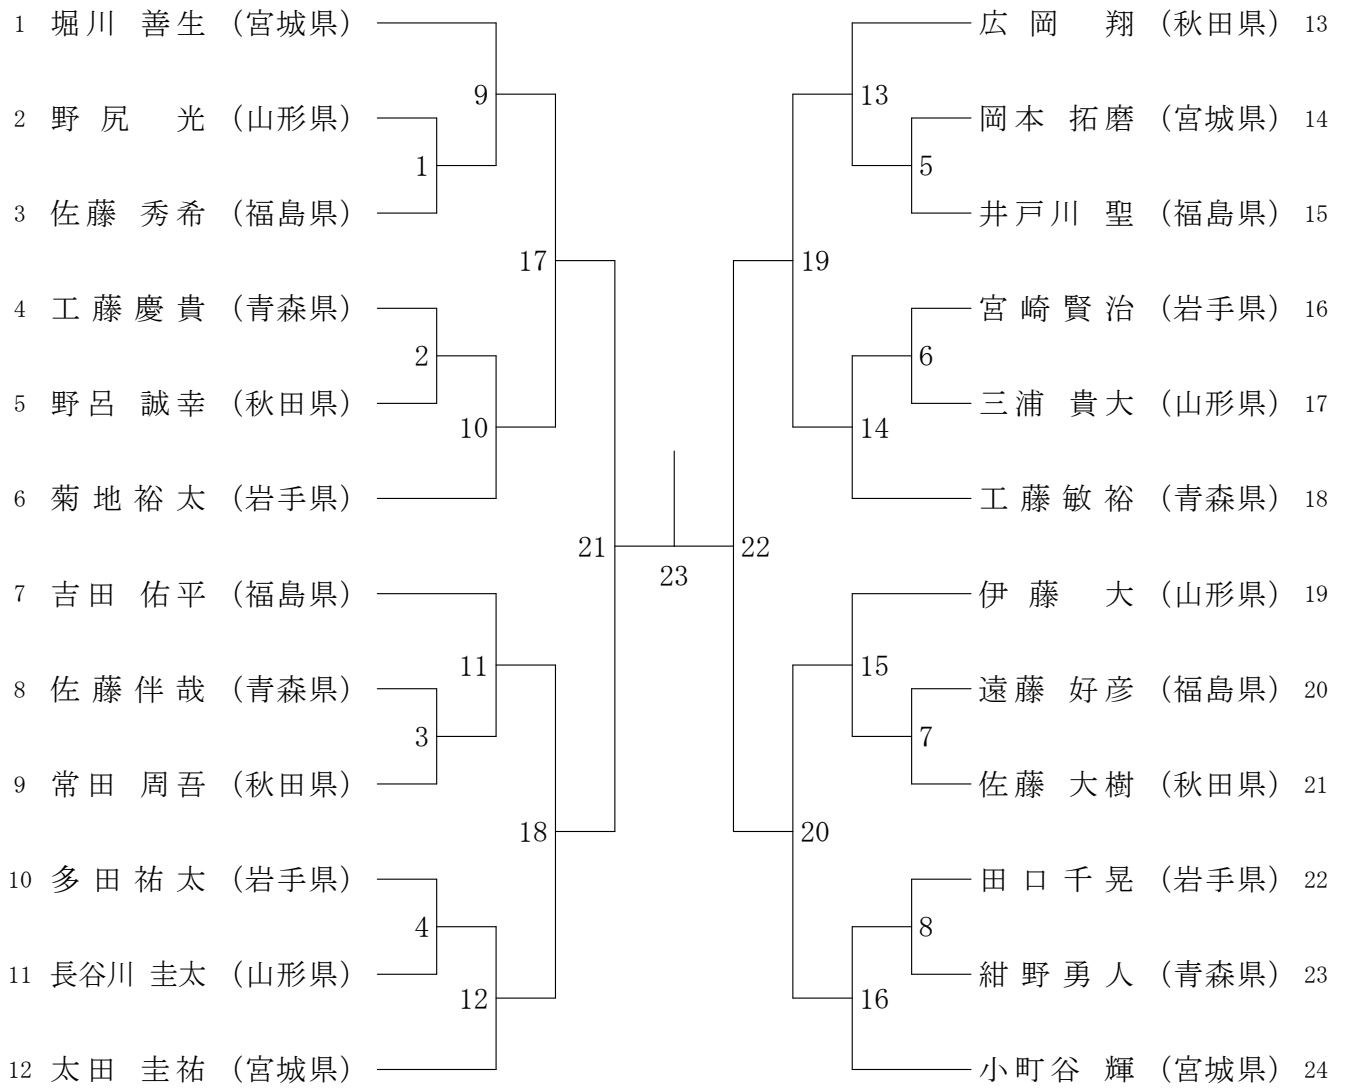 1 堀川 善生 (宮城県)
9
2 野尻 光 (山形県)
1
3 佐藤 秀希 (福島県)
17
4 工藤慶貴 (青森県)
2
5 野呂 誠幸 (秋田県)
10
6 菊地裕太 (岩手県)
21
7 吉田 佑平 (福島県)
11
8 佐藤伴哉 (青森県)
3
9 常田 周吾 (秋田県)
18
10 多田祐太 (岩手県)
4
11 長谷川 圭太 (山形県)
12
12 太田 圭祐 (宮城県)
23
広岡 翔 (秋田県) 13
13
岡本 拓磨 (宮城県) 14
5
井戸川 聖 (福島県) 15
19
宮崎賢治 (岩手県) 16
6
三浦 貴大 (山形県) 17
14
工藤敏裕 (青森県) 18
22
伊藤 大 (山形県) 19
15
遠藤 好彦 (福島県) 20
7
佐藤 大樹 (秋田県) 21
20
田口千晃 (岩手県) 22
8
紺野勇人 (青森県) 23
16
小町谷 輝 (宮城県) 24